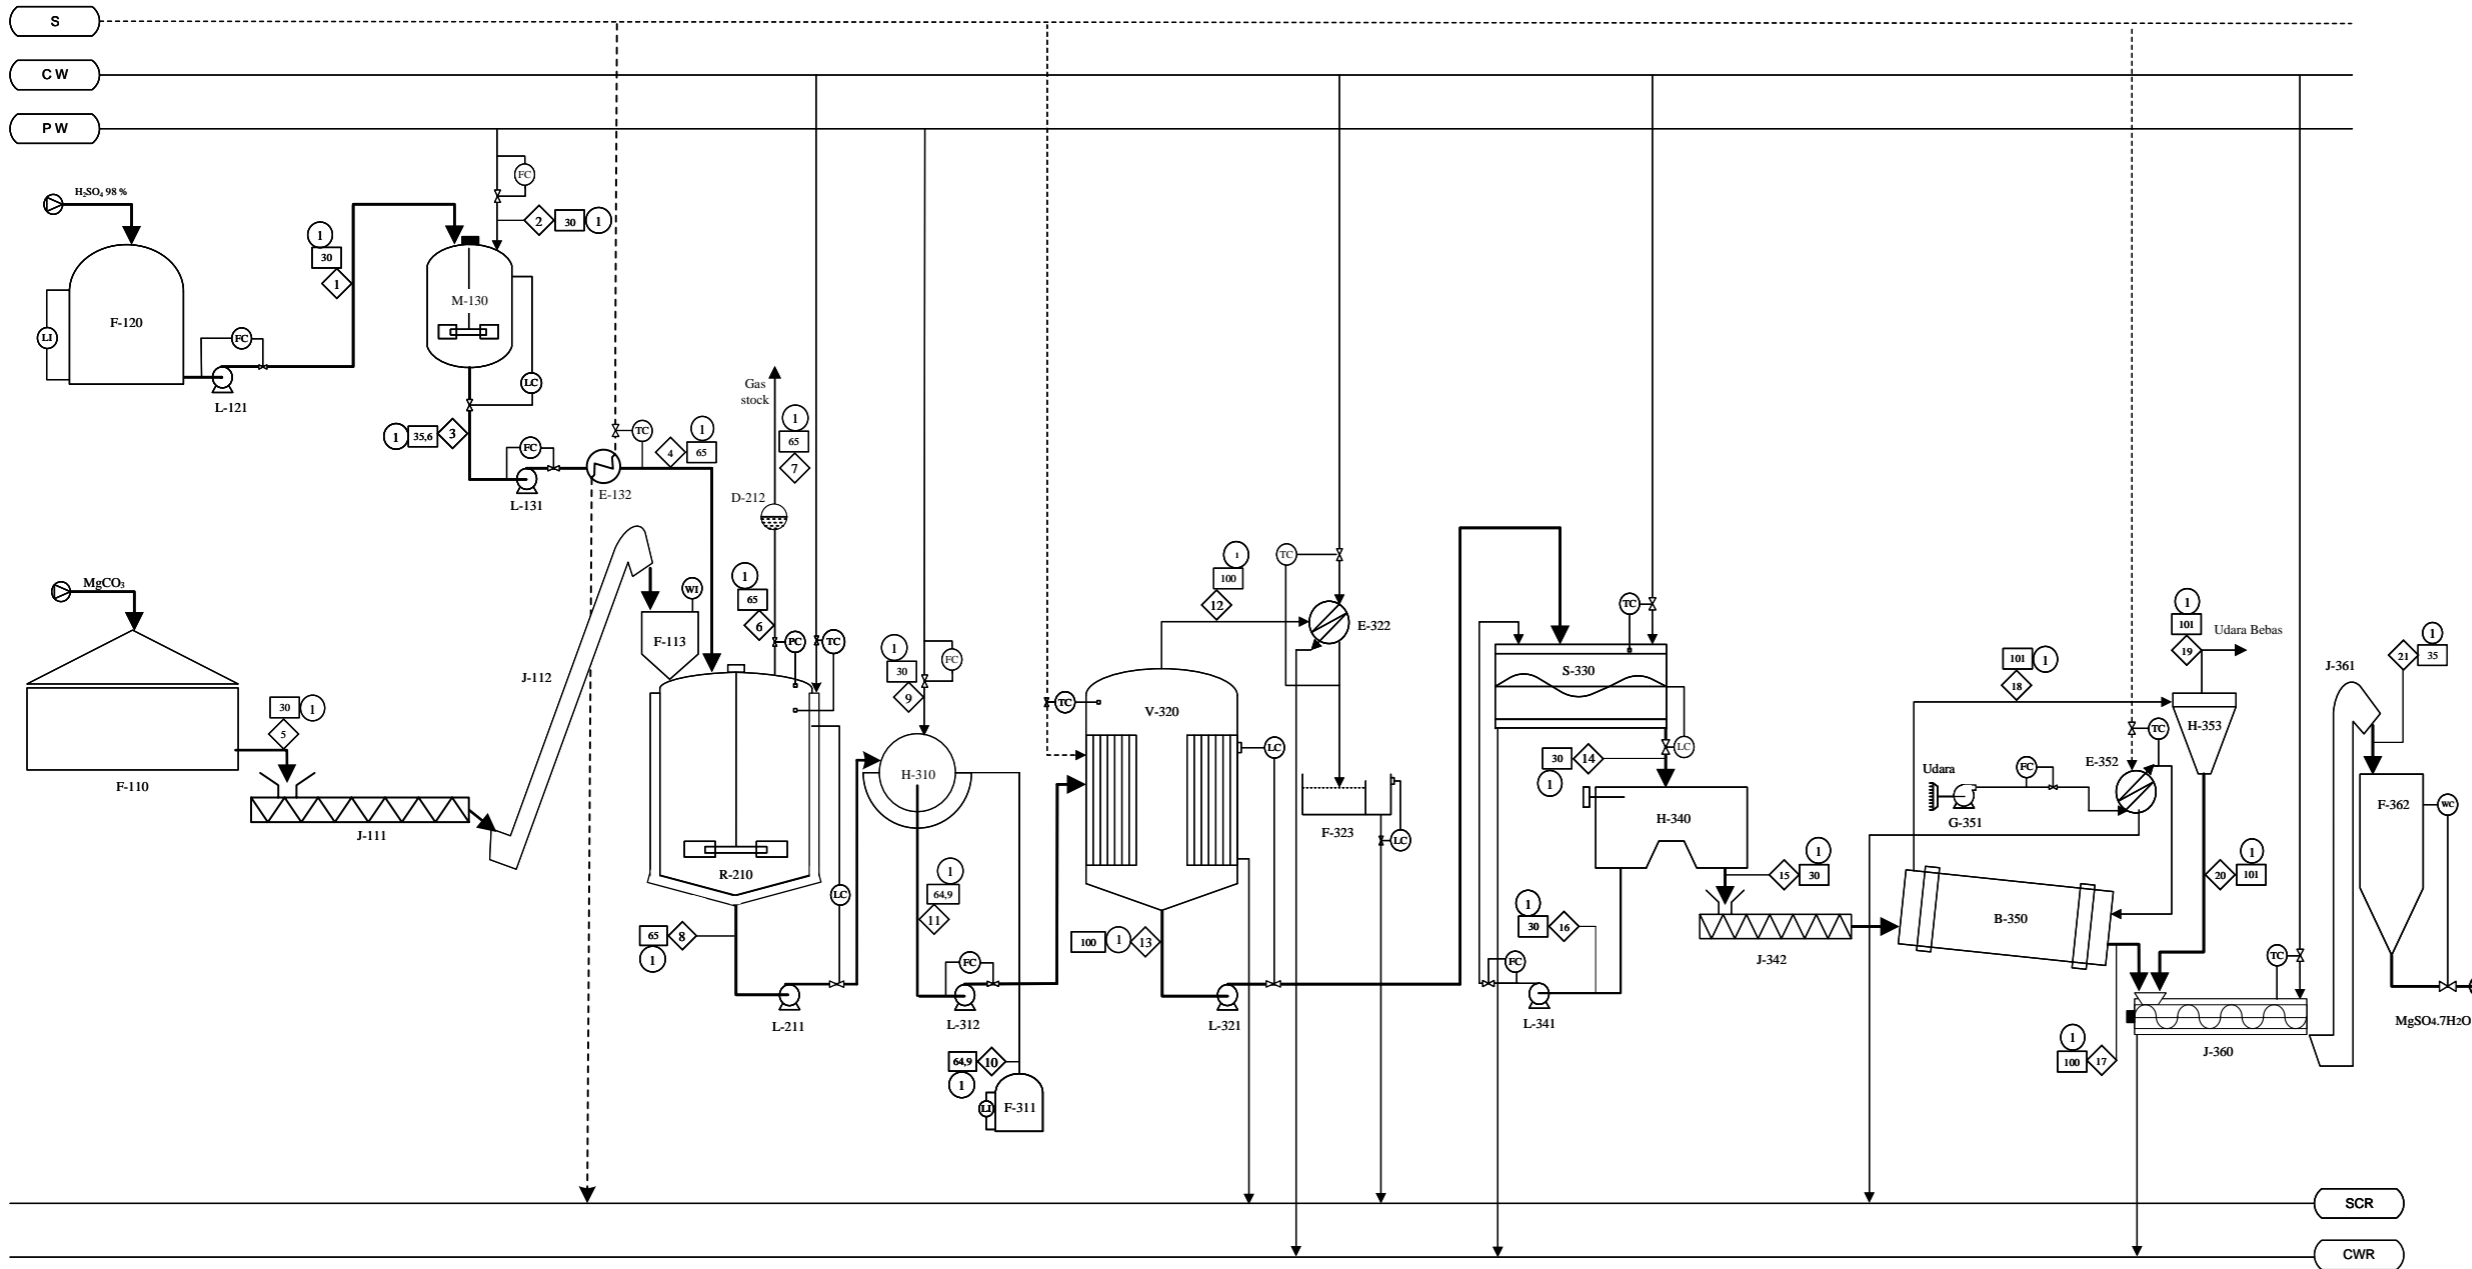 S
CW
PW
H₂SO₄ 98 %
FC
2
30
1
1
30
1
M-130
F-120
LI
FC
L-121
LC
1
35,6
3
FC
L-131
E-132
TC
4
1
65
Gas
stock
1
65
7
D-212
MgCO₃
F-110
30
1
5
J-111
J-112
WI
F-113
1
65
6
PC
TC
R-210
LC
65
8
1
L-211
1
30
9
FC
H-310
1
64,9
11
FC
L-312
64,9
10
1
LI
F-311
TC
V-320
LC
1
100
12
TC
E-322
F-323
LC
100
1
13
L-321
TC
S-330
LC
30
14
1
H-340
15
1
30
1
30
16
FC
L-341
J-342
101
1
18
1
101
19
Udara Bebas
H-353
TC
E-352
Udara
FC
G-351
B-350
20
1
101
TC
1
100
17
J-360
J-361
21
1
35
F-362
WC
MgSO4.7H2O
SCR
CWR